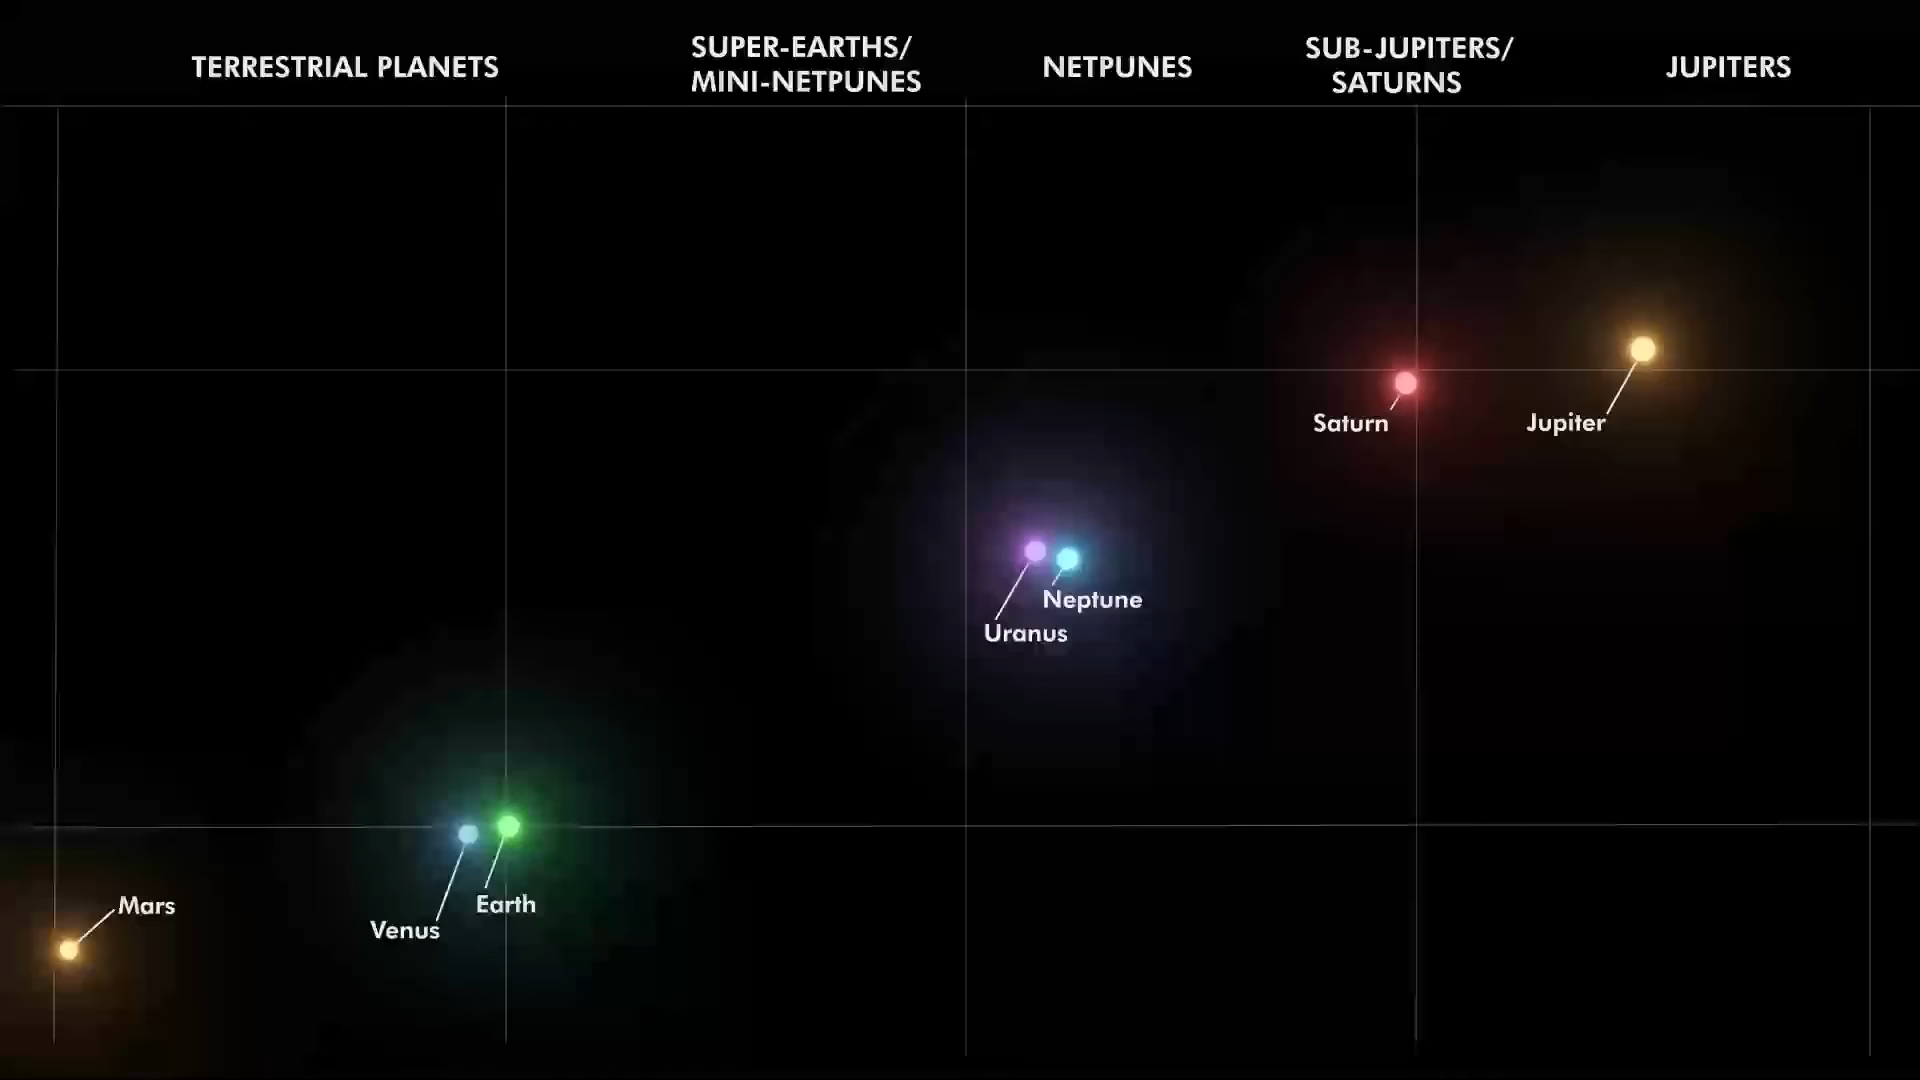 TERRESTRIAL PLANETS
SUPER-EARTHS/
MINI-NETPUNES
NETPUNES
SUB-JUPITERS/
SATURNS
JUPITERS
Saturn
Jupiter
Neptune
Uranus
Mars
Earth
Venus